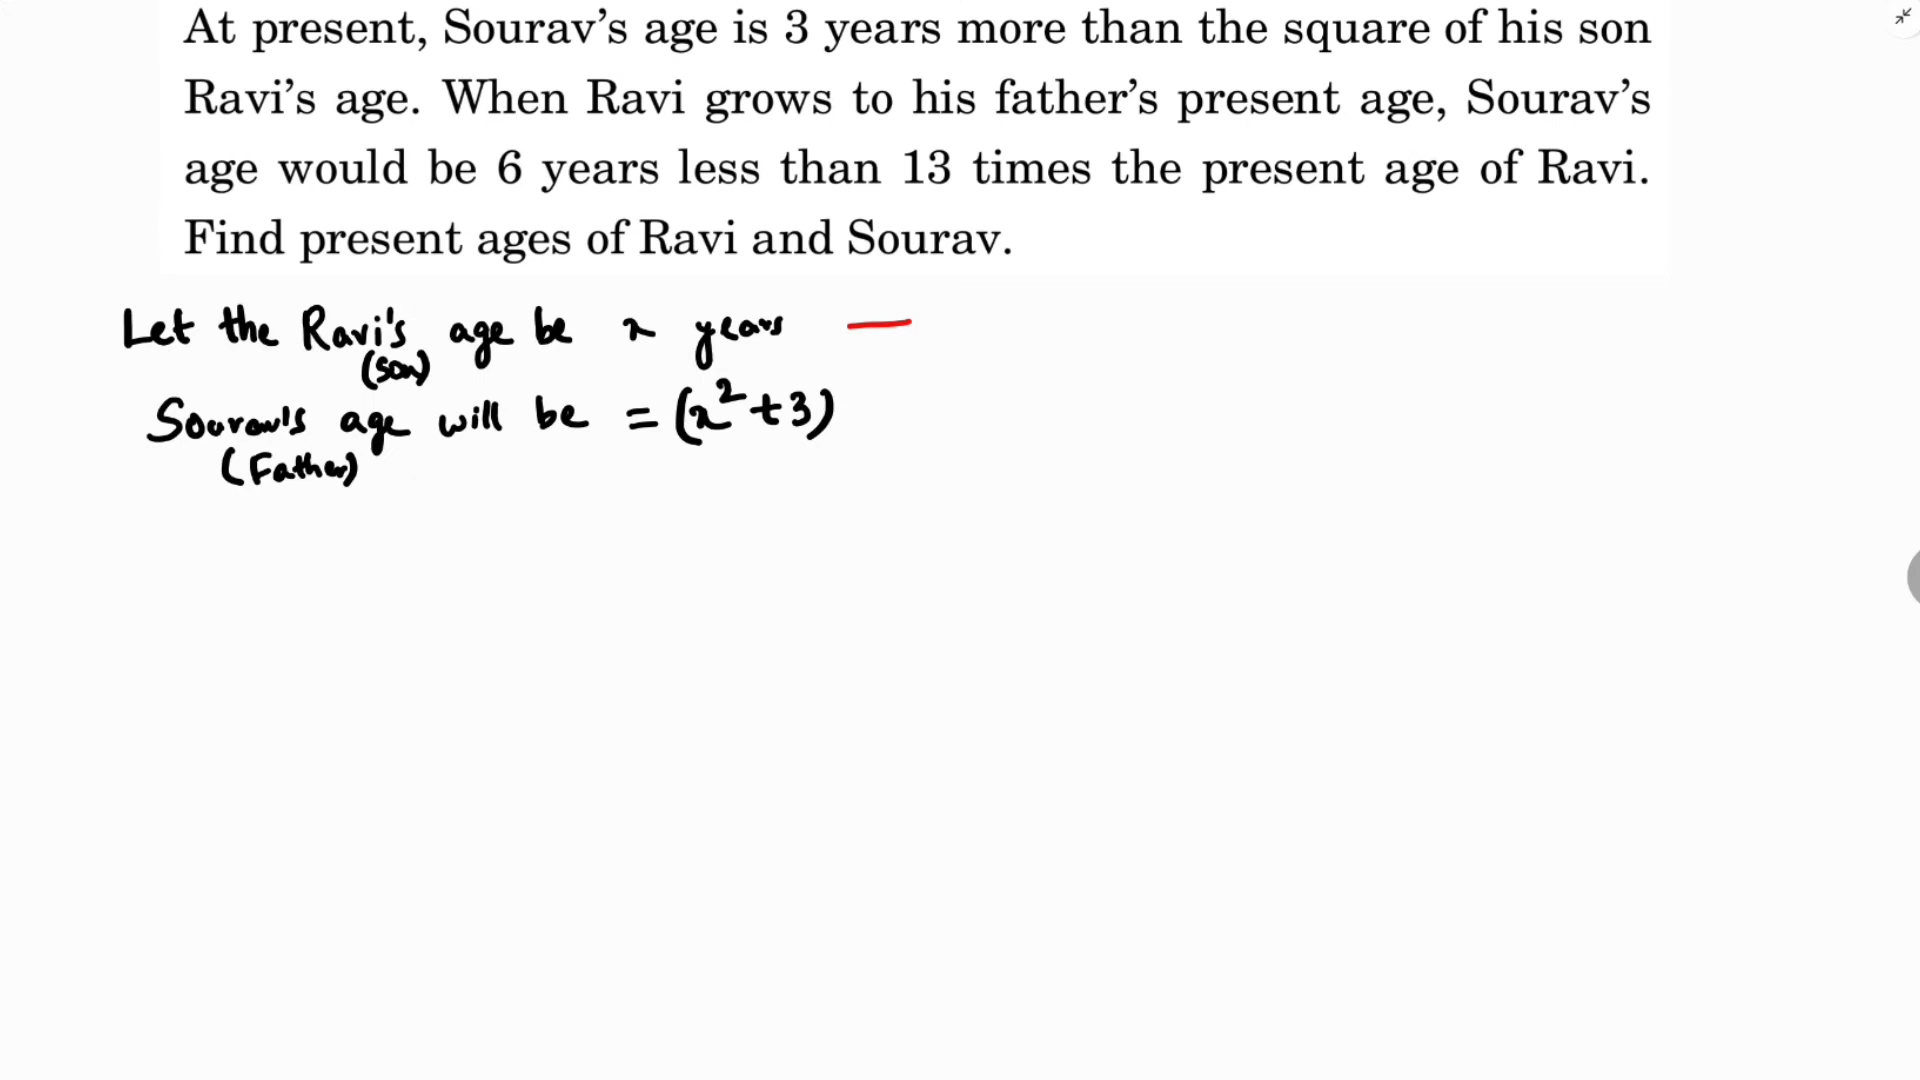 At present, Sourav’s age is 3 years more than the square of his son
Ravi’s age. When Ravi grows to his father’s present age, Sourav’s
age would be 6 years less than 13 times the present age of Ravi.
Find present ages of Ravi and Sourav.
Let the Ravi's age be x years —
(son)
Sourav's age will be = (x²+3)
(Father)